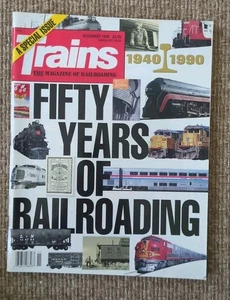 A SPECIAL ISSUE
Trains
THE MAGAZINE OF RAILROADING
1940 1990
FIFTY
YEARS
OF
RAILROADING